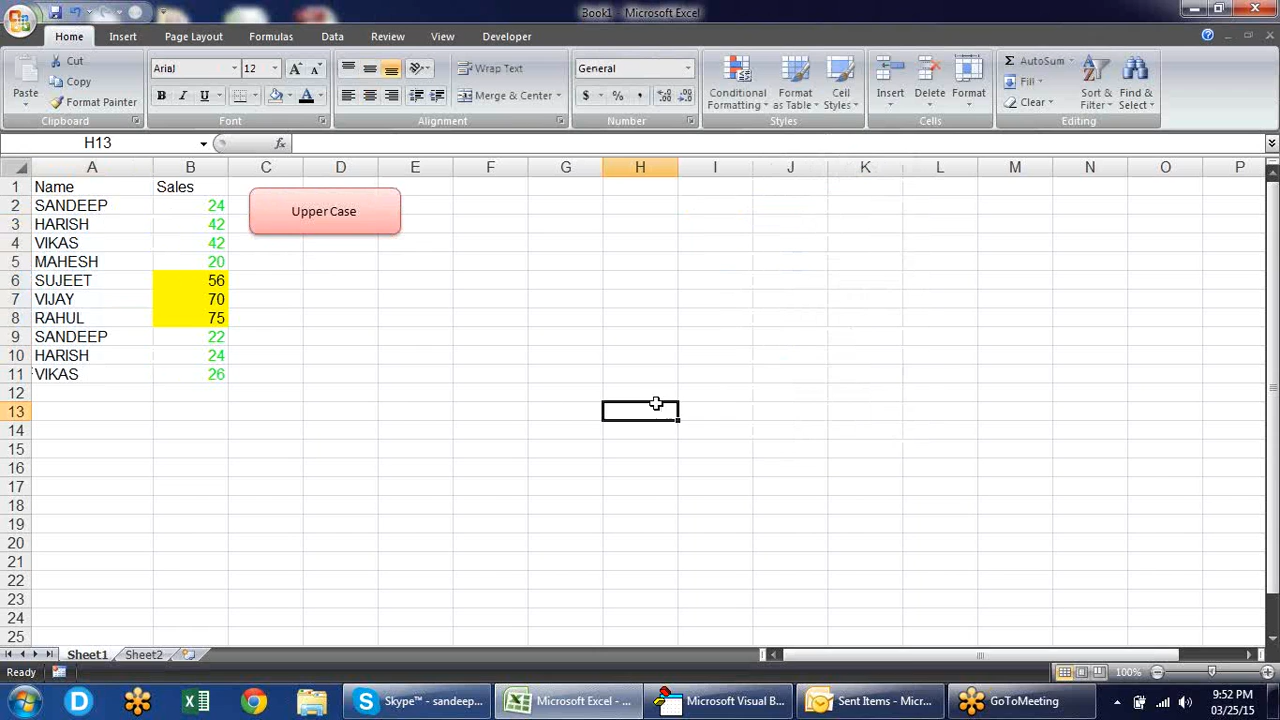 Book1 - Microsoft Excel
Home Insert Page Layout Formulas Data Review View Developer
Cut
Copy
Format Painter
Paste
Clipboard
Arial 12
B I U
Font
Wrap Text
Merge & Center
Alignment
General
$ % ,
Number
Conditional Formatting
Format as Table
Cell Styles
Styles
Insert Delete Format
Cells
Σ AutoSum
Fill
Clear
Sort & Filter
Find & Select
Editing
H13 fx
A B C D E F G H I J K L M N O P
1 Name Sales
2 SANDEEP 24
3 HARISH 42
4 VIKAS 42
5 MAHESH 20
6 SUJEET 56
7 VIJAY 70
8 RAHUL 75
9 SANDEEP 22
10 HARISH 24
11 VIKAS 26
Upper Case
12
13
14
15
16
17
18
19
20
21
22
23
24
25
Sheet1 Sheet2
Ready 100%
Skype™ - sandeep...
Microsoft Excel - ...
Microsoft Visual B...
Sent Items - Micr...
GoToMeeting
9:52 PM
03/25/15